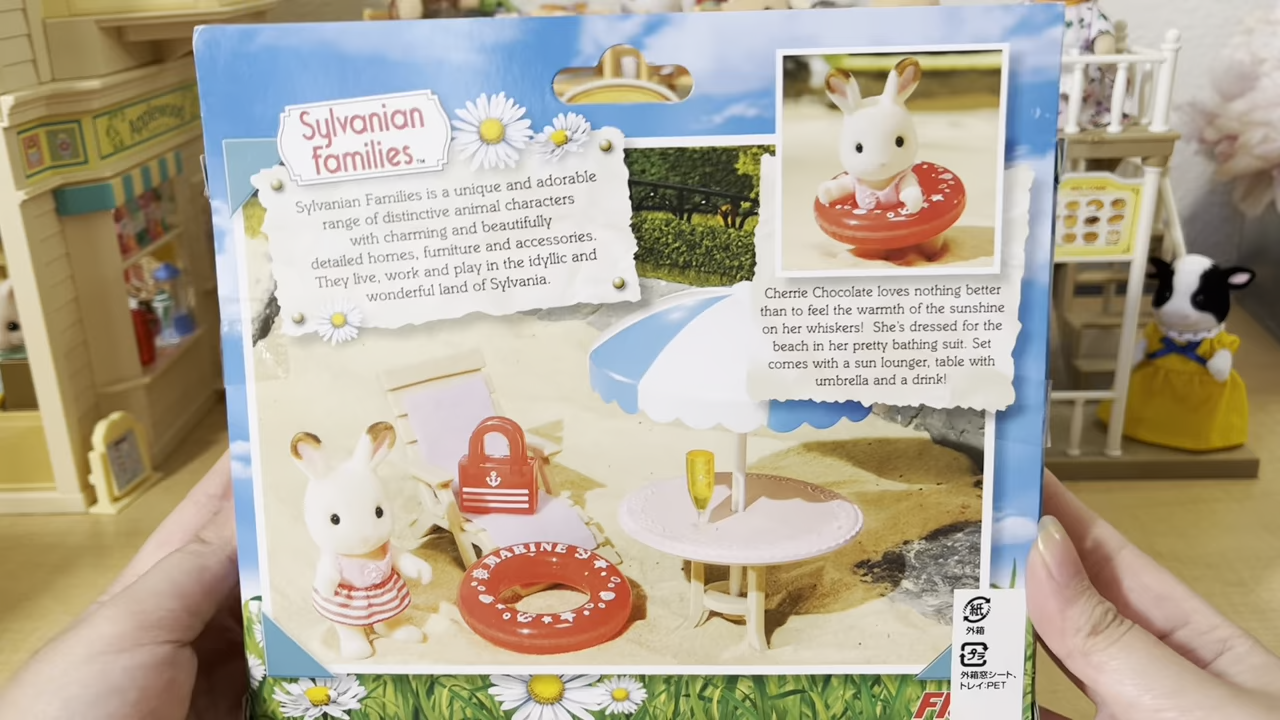 Applewood
Sylvanian
Families™
Sylvanian Families is a unique and adorable
range of distinctive animal characters
with charming and beautifully
detailed homes, furniture and accessories.
They live, work and play in the idyllic and
wonderful land of Sylvania.
Cherrie Chocolate loves nothing better
than to feel the warmth of the sunshine
on her whiskers! She's dressed for the
beach in her pretty bathing suit. Set
comes with a sun lounger, table with
umbrella and a drink!
MARINE
紙
外箱
プラ
外箱窓シート、
トレイ:PET